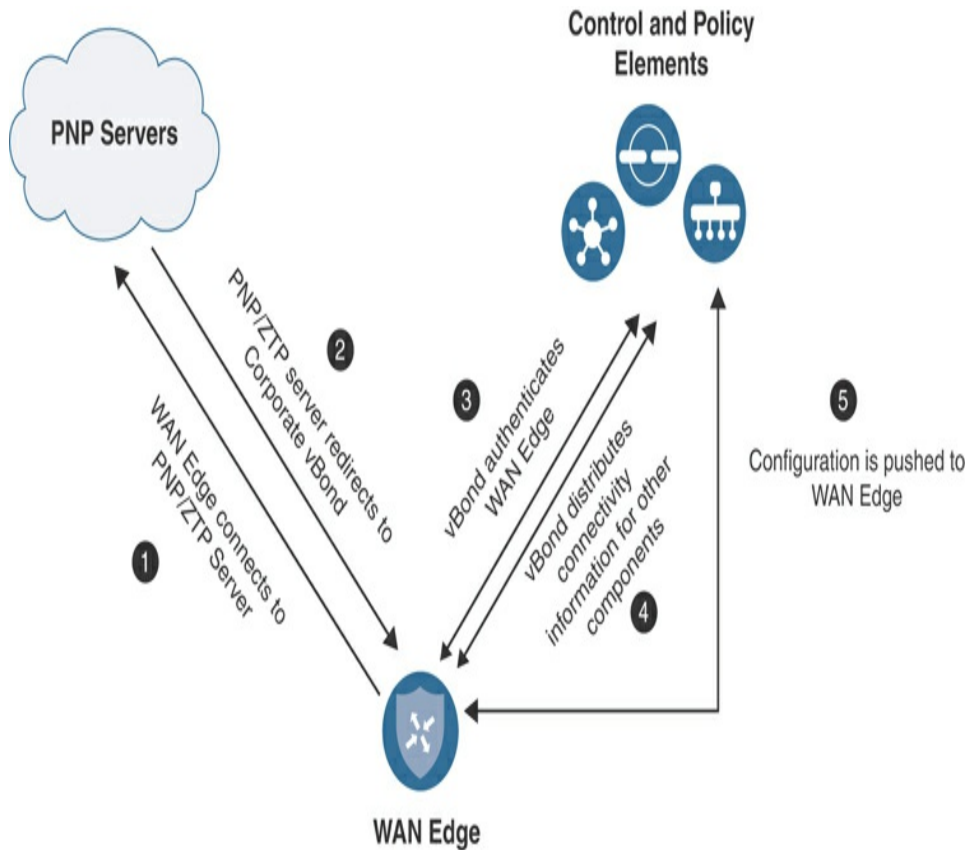 Control and Policy
Elements
PNP Servers
PNP/ZTP server redirects to
Corporate vBond
2
3
vBond authenticates
WAN Edge
5
Configuration is pushed to
WAN Edge
WAN Edge connects to
PNP/ZTP Server
1
vBond distributes
connectivity
information for other
components
4
WAN Edge